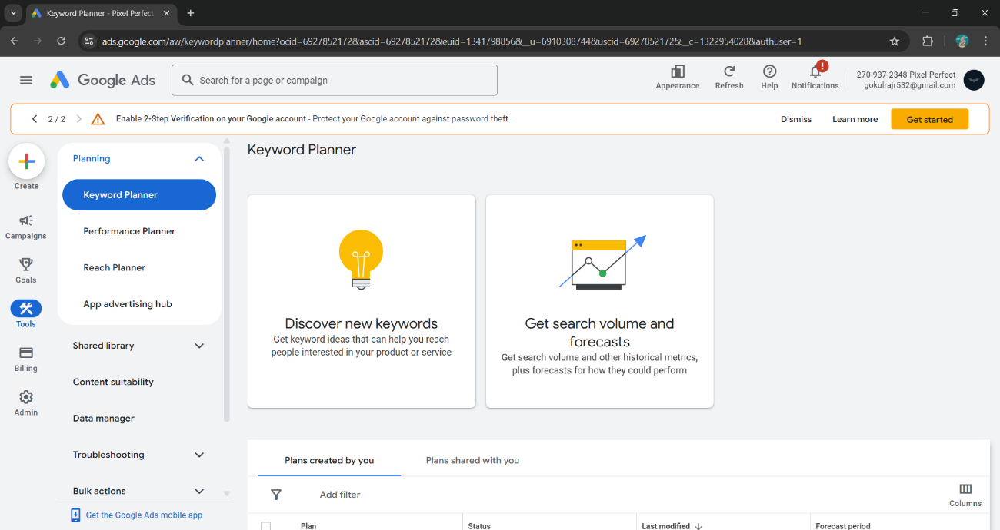 Keyword Planner - Pixel Perfect
ads.google.com/aw/keywordplanner/home?ocid=6927852172&ascid=6927852172&euid=1341798856&__u=6910308744&uscid=6927852172&__c=1322954028&authuser=1
Google Ads
Search for a page or campaign
Appearance
Refresh
Help
Notifications
270-937-2348 Pixel Perfect
gokulrajr532@gmail.com
2 / 2
Enable 2-Step Verification on your Google account - Protect your Google account against password theft.
Dismiss
Learn more
Get started
Create
Campaigns
Goals
Tools
Billing
Admin
Planning
Keyword Planner
Performance Planner
Reach Planner
App advertising hub
Shared library
Content suitability
Data manager
Troubleshooting
Bulk actions
Get the Google Ads mobile app
Keyword Planner
Discover new keywords
Get keyword ideas that can help you reach
people interested in your product or service
Get search volume and
forecasts
Get search volume and other historical metrics,
plus forecasts for how they could perform
Plans created by you
Plans shared with you
Add filter
Columns
Plan
Status
Last modified
Forecast period